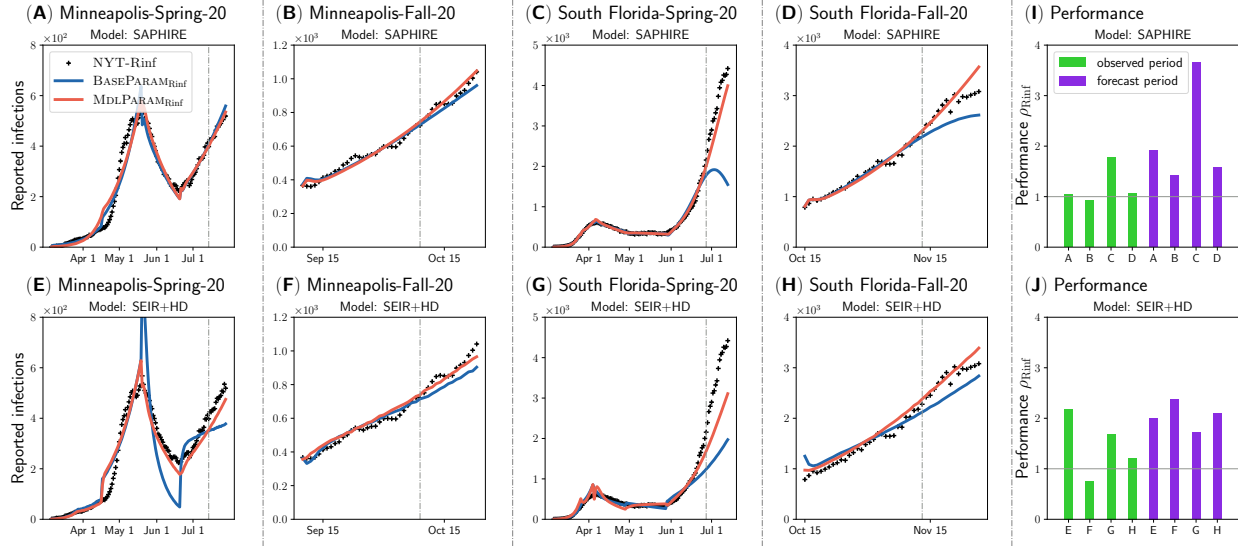 (A) Minneapolis-Spring-20
Model: SAPHIRE
×10²
Reported infections
8
6
4
2
0
Apr 1 May 1 Jun 1 Jul 1
NYT-Rinf
BASEPARAM_Rinf
MDLPARAM_Rinf
(B) Minneapolis-Fall-20
Model: SAPHIRE
×10³
1.2
1.0
0.8
0.6
0.4
0.2
0
Sep 15 Oct 15
(C) South Florida-Spring-20
Model: SAPHIRE
×10³
5
4
3
2
1
0
Apr 1 May 1 Jun 1 Jul 1
(D) South Florida-Fall-20
Model: SAPHIRE
×10³
4
3
2
1
0
Oct 15 Nov 15
(I) Performance
Model: SAPHIRE
observed period
forecast period
Performance ρ_Rinf
4
3
2
1
0
A B C D A B C D
(E) Minneapolis-Spring-20
Model: SEIR+HD
×10²
Reported infections
8
6
4
2
0
Apr 1 May 1 Jun 1 Jul 1
(F) Minneapolis-Fall-20
Model: SEIR+HD
×10³
1.2
1.0
0.8
0.6
0.4
0.2
0
Sep 15 Oct 15
(G) South Florida-Spring-20
Model: SEIR+HD
×10³
5
4
3
2
1
0
Apr 1 May 1 Jun 1 Jul 1
(H) South Florida-Fall-20
Model: SEIR+HD
×10³
4
3
2
1
0
Oct 15 Nov 15
(J) Performance
Model: SEIR+HD
Performance ρ_Rinf
4
3
2
1
0
E F G H E F G H